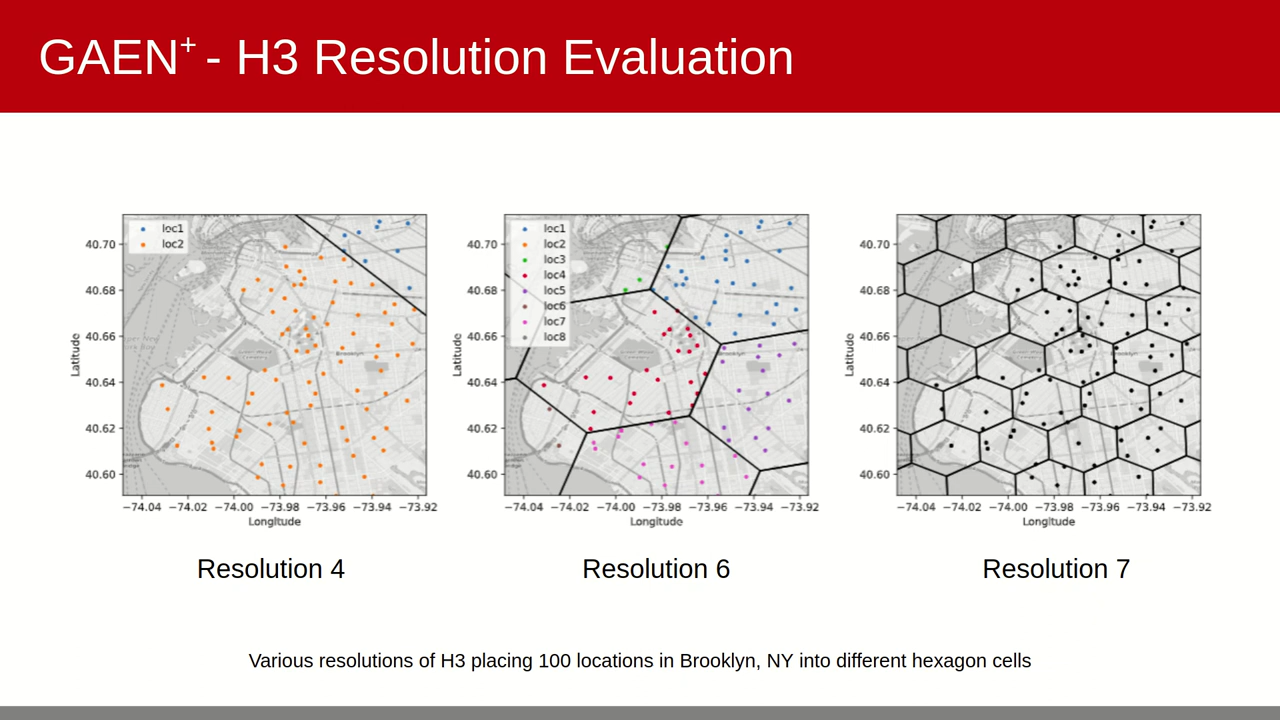 GAEN+ - H3 Resolution Evaluation
loc1
loc2
40.70
40.68
40.66
40.64
40.62
40.60
Latitude
−74.04 −74.02 −74.00 −73.98 −73.96 −73.94 −73.92
Longitude
Brooklyn
Resolution 4
loc1
loc2
loc3
loc4
loc5
loc6
loc7
loc8
40.70
40.68
40.66
40.64
40.62
40.60
Latitude
−74.04 −74.02 −74.00 −73.98 −73.96 −73.94 −73.92
Longitude
Brooklyn
Resolution 6
40.70
40.68
40.66
40.64
40.62
40.60
Latitude
−74.04 −74.02 −74.00 −73.98 −73.96 −73.94 −73.92
Longitude
Brooklyn
Resolution 7
Various resolutions of H3 placing 100 locations in Brooklyn, NY into different hexagon cells